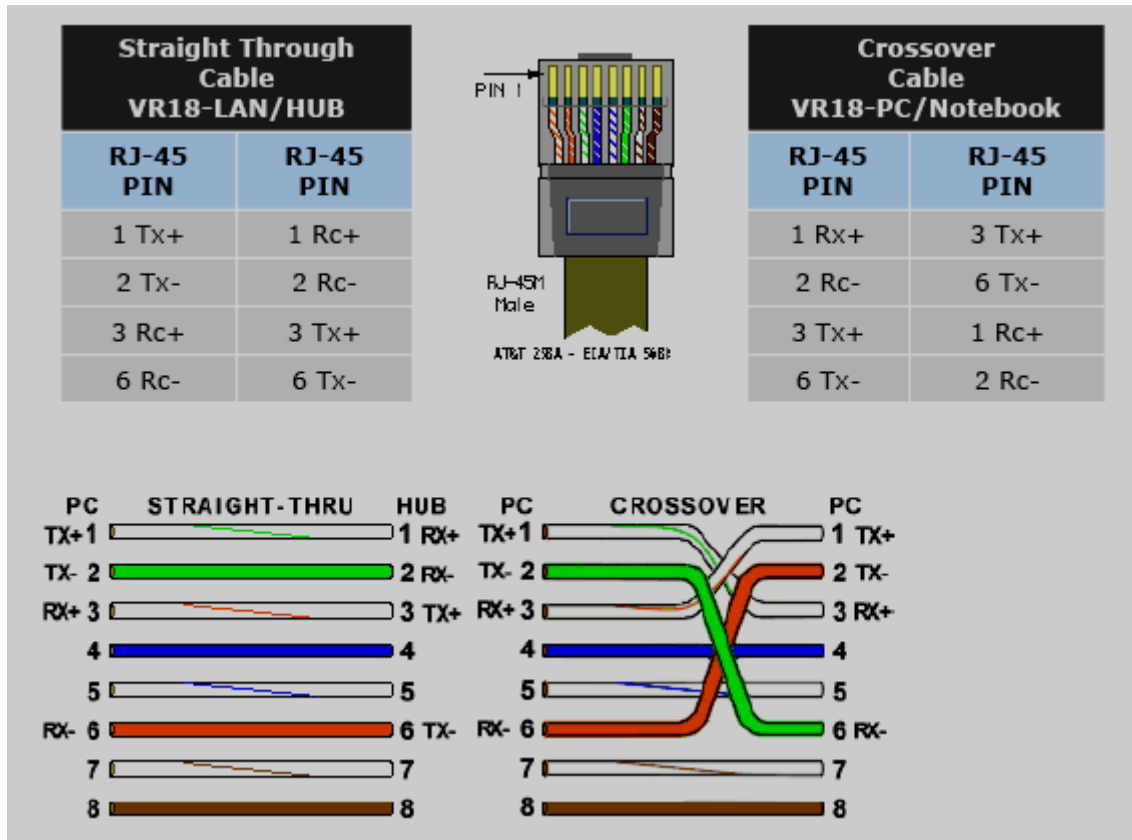 Straight Through
Cable
VR18-LAN/HUB
RJ-45
PIN
RJ-45
PIN
1 Tx+ 1 Rc+
2 Tx- 2 Rc-
3 Rc+ 3 Tx+
6 Rc- 6 Tx-
PIN 1
RJ-45M
Male
AT&T 258A - EIA/TIA 568B
Crossover
Cable
VR18-PC/Notebook
RJ-45
PIN
RJ-45
PIN
1 Rx+ 3 Tx+
2 Rc- 6 Tx-
3 Tx+ 1 Rc+
6 Tx- 2 Rc-
PC STRAIGHT-THRU HUB
TX+ 1 1 RX+
TX- 2 2 RX-
RX+ 3 3 TX+
4 4
5 5
RX- 6 6 TX-
7 7
8 8
PC CROSSOVER PC
TX+ 1 1 TX+
TX- 2 2 TX-
RX+ 3 3 RX+
4 4
5 5
RX- 6 6 RX-
7 7
8 8